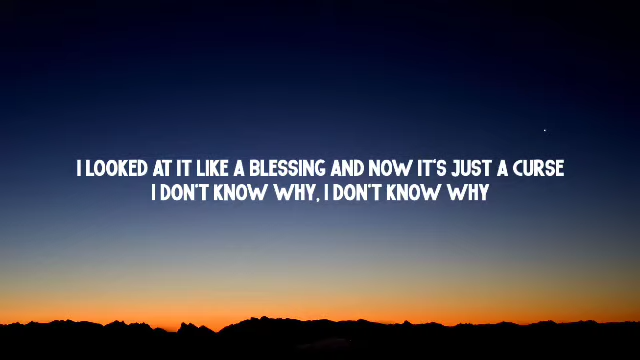 I LOOKED AT IT LIKE A BLESSING AND NOW IT'S JUST A CURSE
I DON'T KNOW WHY, I DON'T KNOW WHY